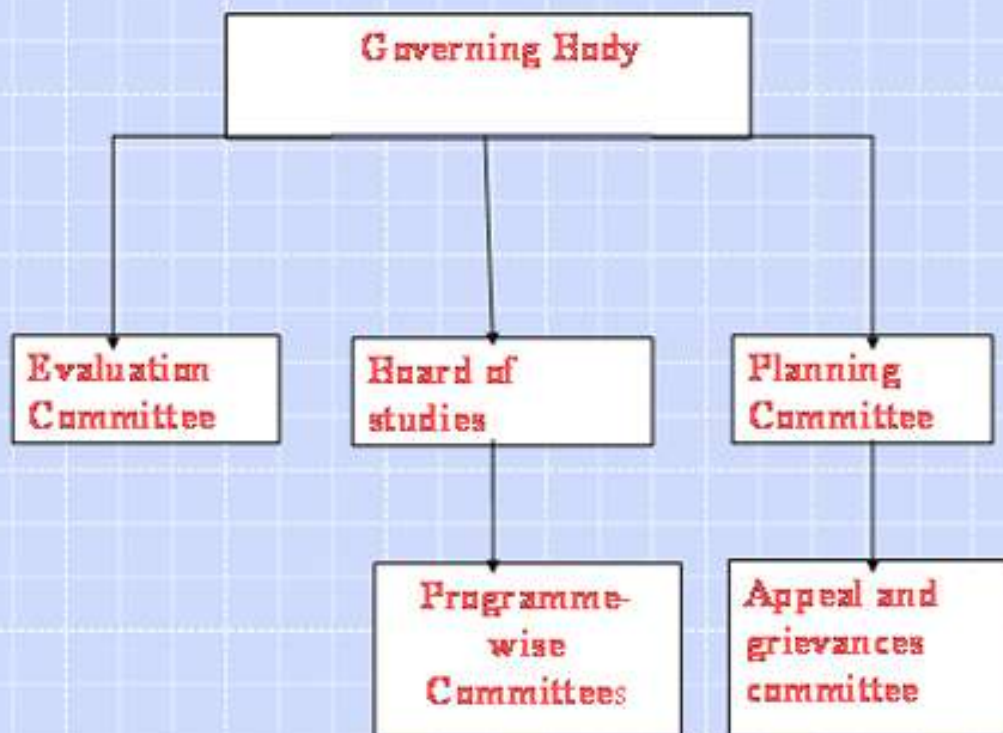 Governing Body
Evaluation
Committee
Board of
studies
Planning
Committee
Programme-
wise
Committees
Appeal and
grievances
committee